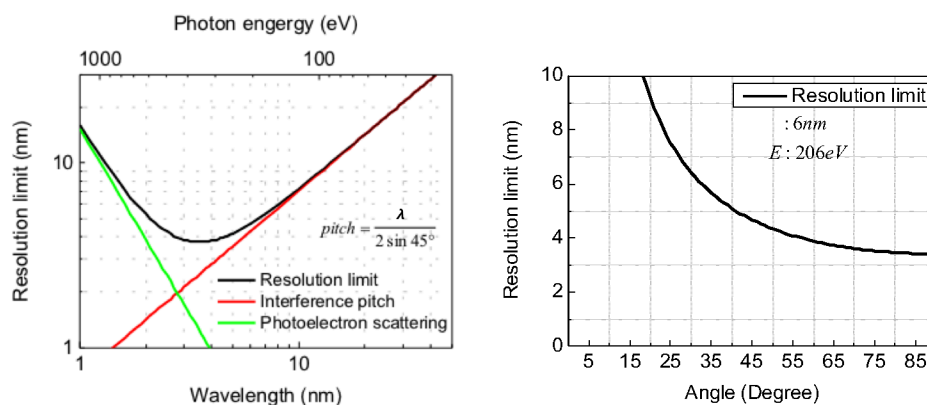 Photon engergy (eV)
1000
100
Resolution limit (nm)
10
1
pitch = λ / 2 sin 45°
Resolution limit
Interference pitch
Photoelectron scattering
1
10
Wavelength (nm)
Resolution limit (nm)
10
8
6
4
2
0
Resolution limit
: 6nm
E : 206eV
5 15 25 35 45 55 65 75 85
Angle (Degree)